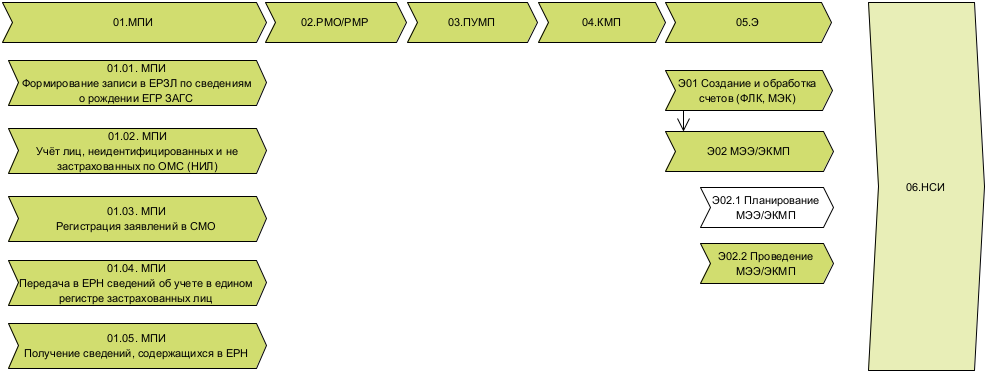 01.МПИ
02.РМО/РМР
03.ПУМП
04.КМП
05.Э
01.01. МПИ
Формирование записи в ЕРЗЛ по сведениям
о рождении ЕГР ЗАГС
01.02. МПИ
Учёт лиц, неидентифицированных и не
застрахованных по ОМС (НИЛ)
01.03. МПИ
Регистрация заявлений в СМО
01.04. МПИ
Передача в ЕРН сведений об учете в едином
регистре застрахованных лиц
01.05. МПИ
Получение сведений, содержащихся в ЕРН
Э01 Создание и обработка
счетов (ФЛК, МЭК)
Э02 МЭЭ/ЭКМП
Э02.1 Планирование
МЭЭ/ЭКМП
Э02.2 Проведение
МЭЭ/ЭКМП
06.НСИ